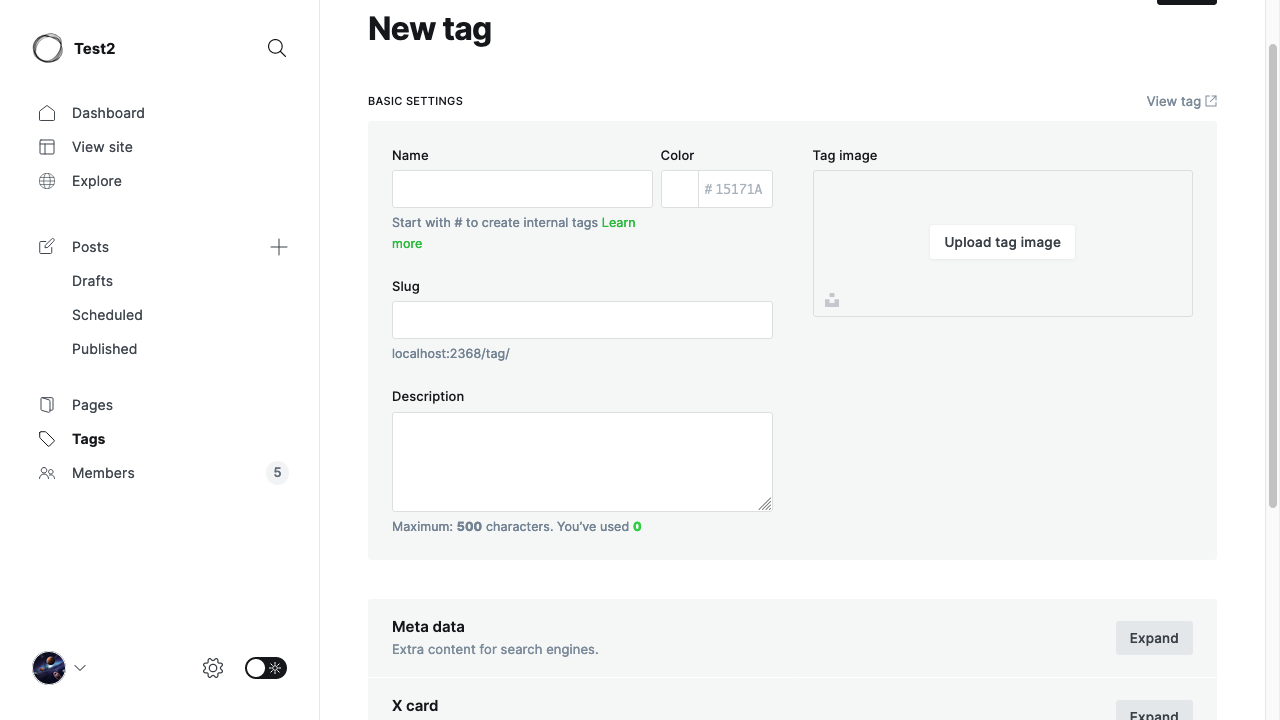 Test2
Dashboard
View site
Explore
Posts
Drafts
Scheduled
Published
Pages
Tags
Members
5
New tag
BASIC SETTINGS
View tag
Name
Color
# 15171A
Start with # to create internal tags Learn
more
Slug
localhost:2368/tag/
Description
Maximum: 500 characters. You’ve used 0
Tag image
Upload tag image
Meta data
Extra content for search engines.
Expand
X card
Expand